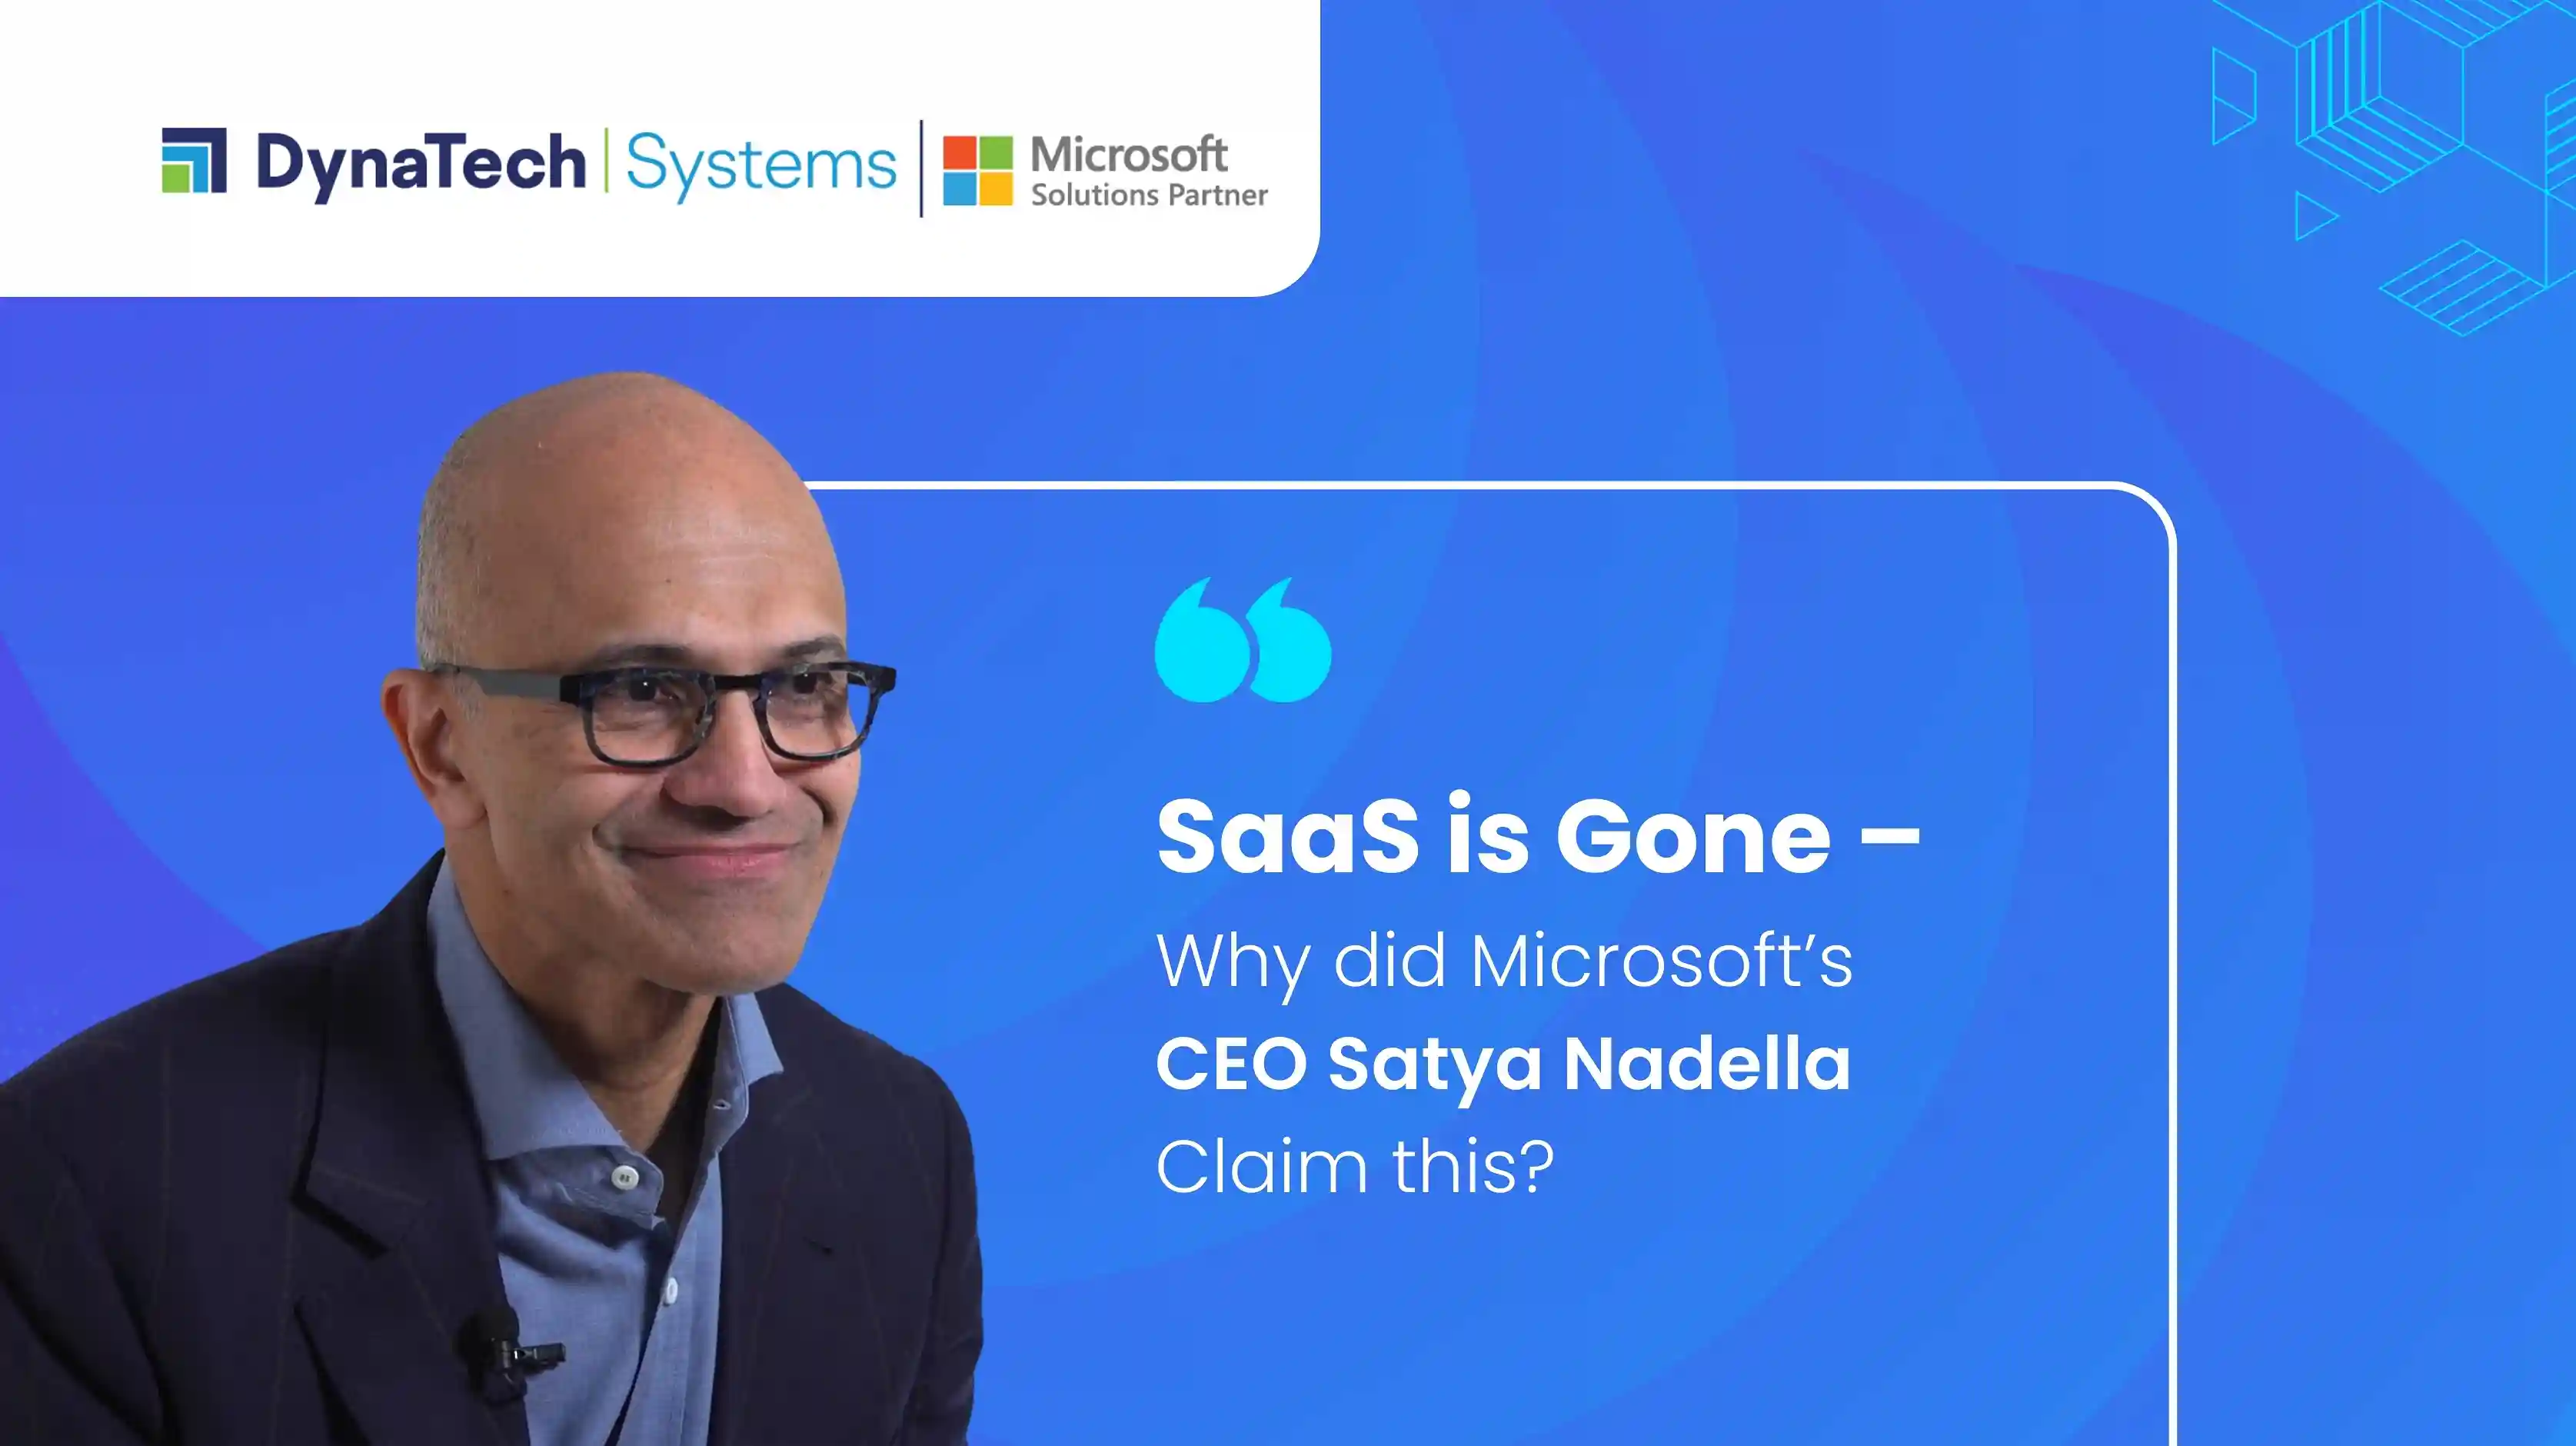 DynaTech Systems Microsoft
Solutions Partner
SaaS is Gone –
Why did Microsoft’s
CEO Satya Nadella
Claim this?